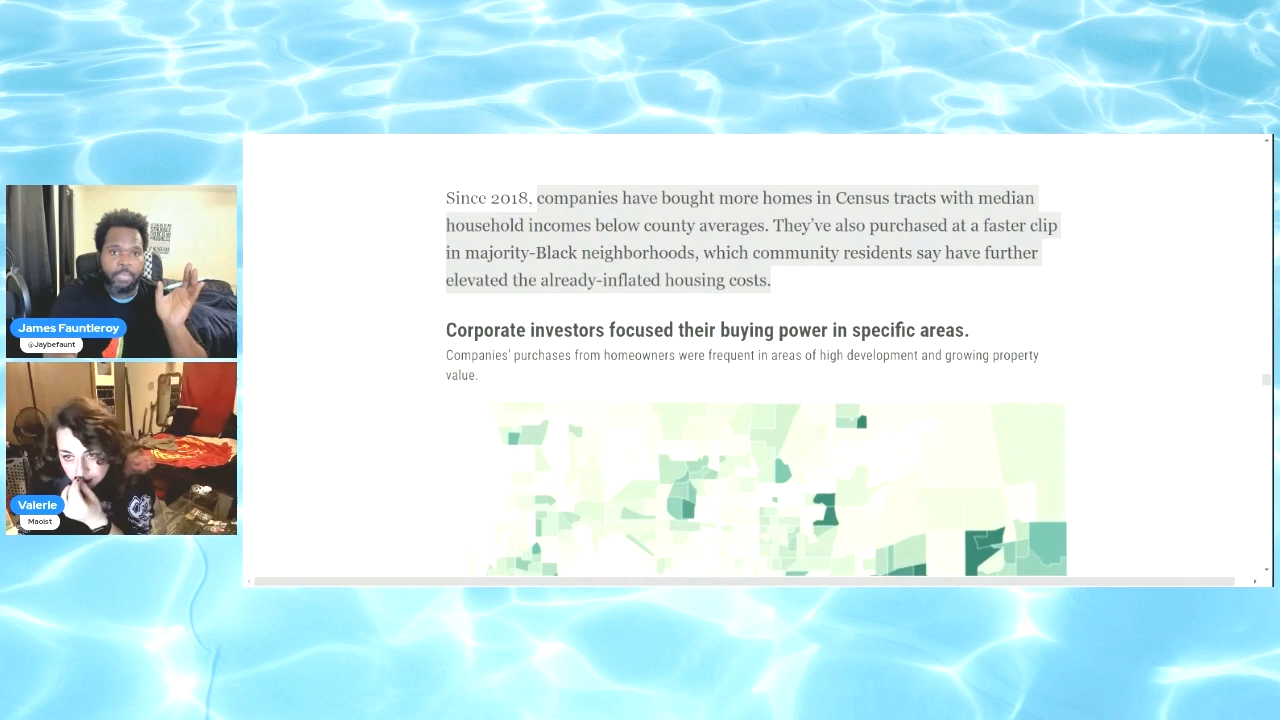 Since 2018, companies have bought more homes in Census tracts with median
household incomes below county averages. They've also purchased at a faster clip
in majority-Black neighborhoods, which community residents say have further
elevated the already-inflated housing costs.
Corporate investors focused their buying power in specific areas.
Companies' purchases from homeowners were frequent in areas of high development and growing property
value.
James Fauntleroy
@Jaybefaunt
Valerie
Maoist